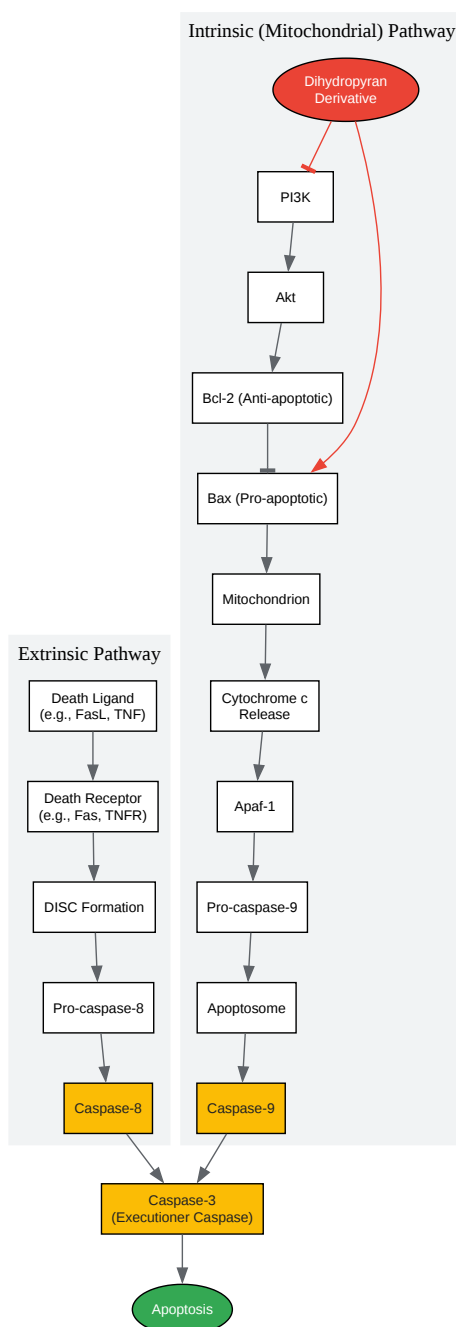 Intrinsic (Mitochondrial) Pathway
Dihydropyran
Derivative
PI3K
Akt
Bcl-2 (Anti-apoptotic)
Bax (Pro-apoptotic)
Mitochondrion
Cytochrome c
Release
Apaf-1
Pro-caspase-9
Apoptosome
Caspase-9
Extrinsic Pathway
Death Ligand
(e.g., FasL, TNF)
Death Receptor
(e.g., Fas, TNFR)
DISC Formation
Pro-caspase-8
Caspase-8
Caspase-3
(Executioner Caspase)
Apoptosis